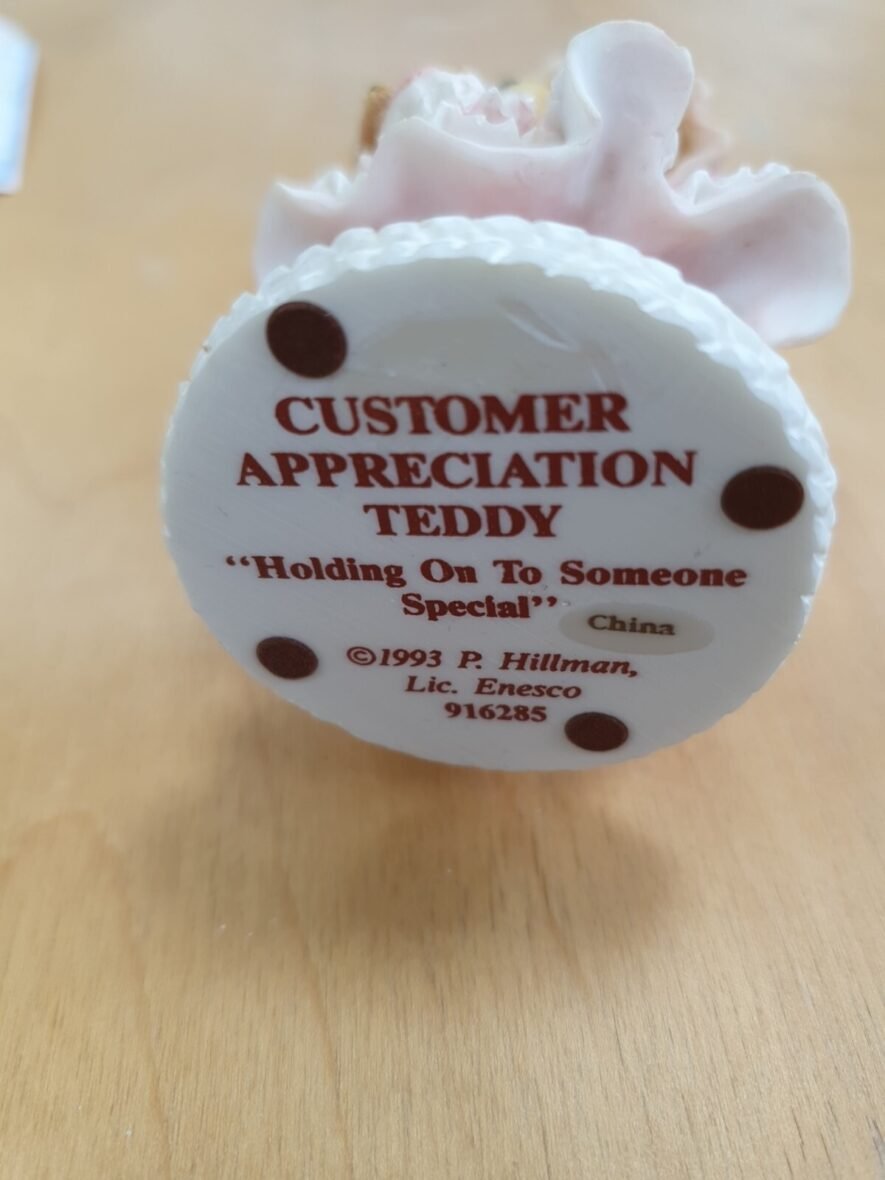 CUSTOMER
APPRECIATION
TEDDY
“Holding On To Someone
Special”
China
©1993 P. Hillman,
Lic. Enesco
916285